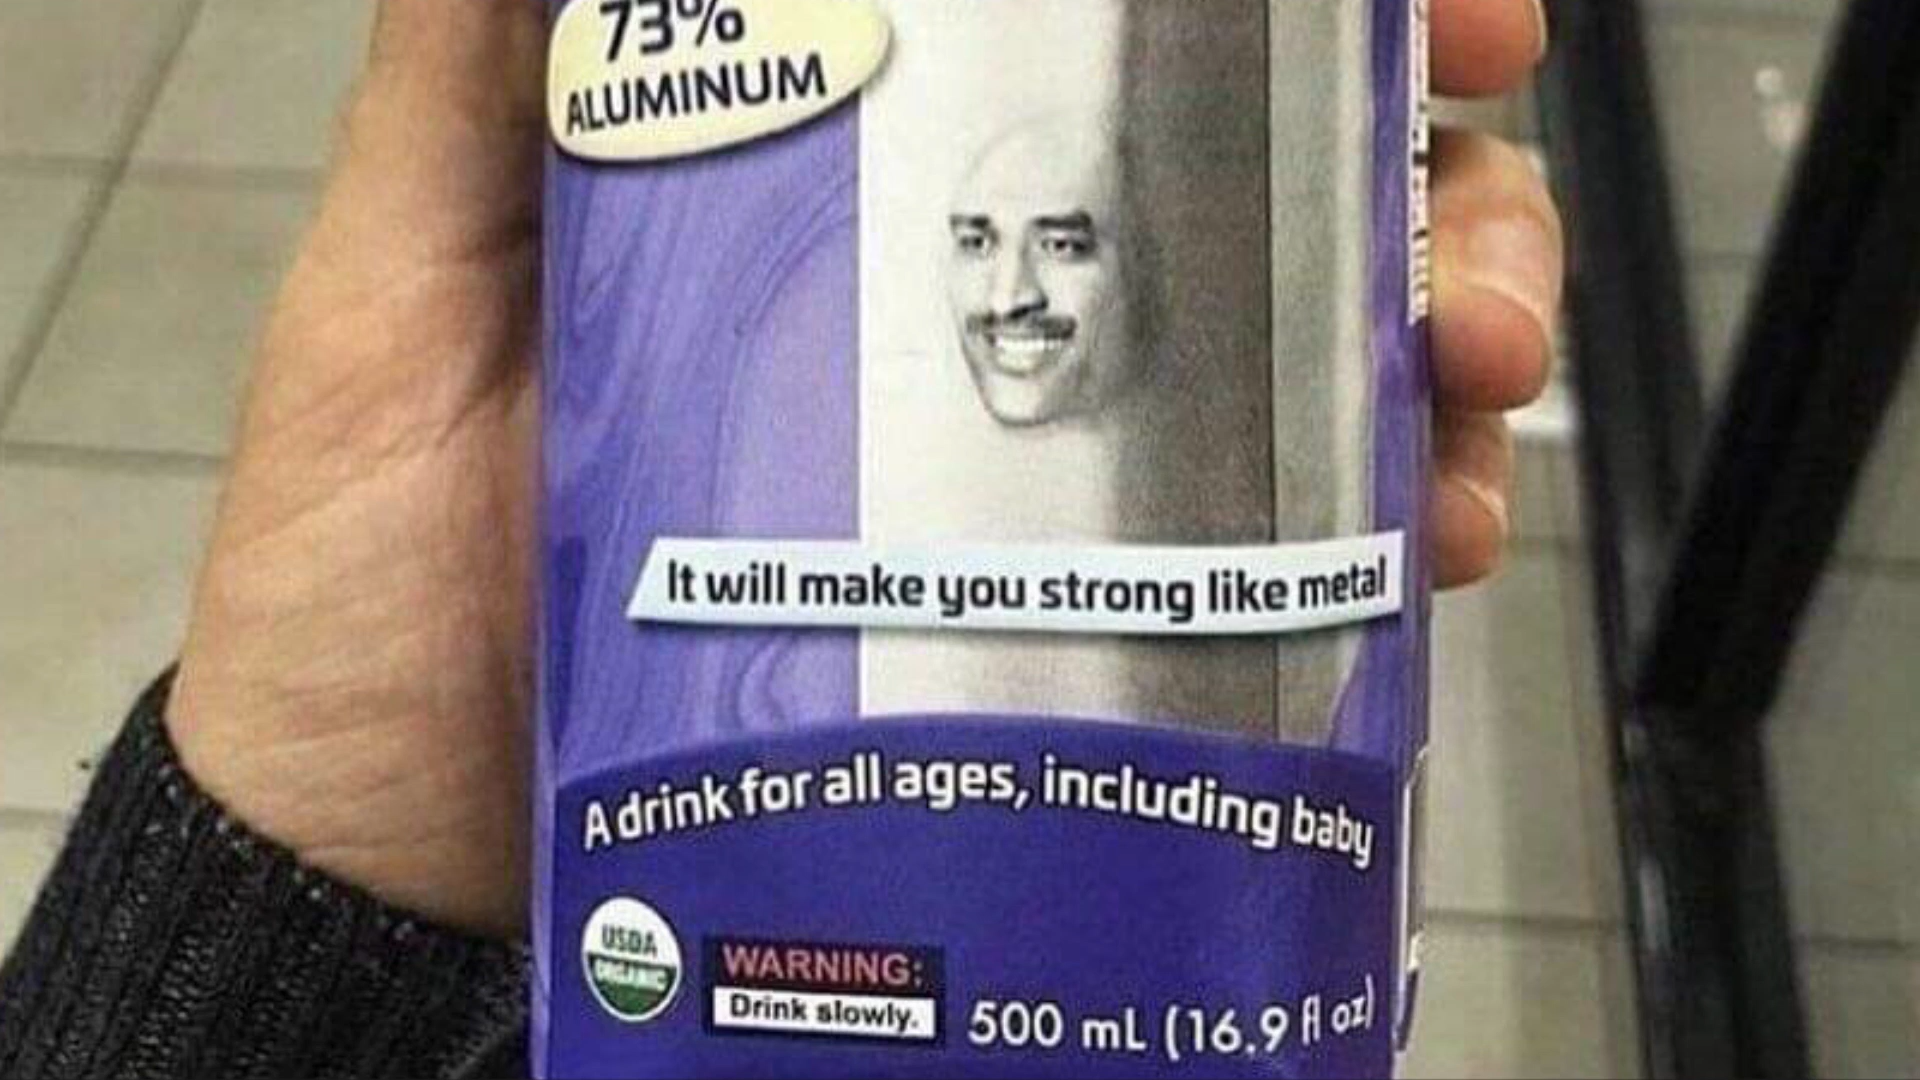 73%
ALUMINUM
It will make you strong like metal
A drink for all ages, including baby
USDA
ORGANIC
WARNING:
Drink slowly.
500 mL (16.9 fl oz)